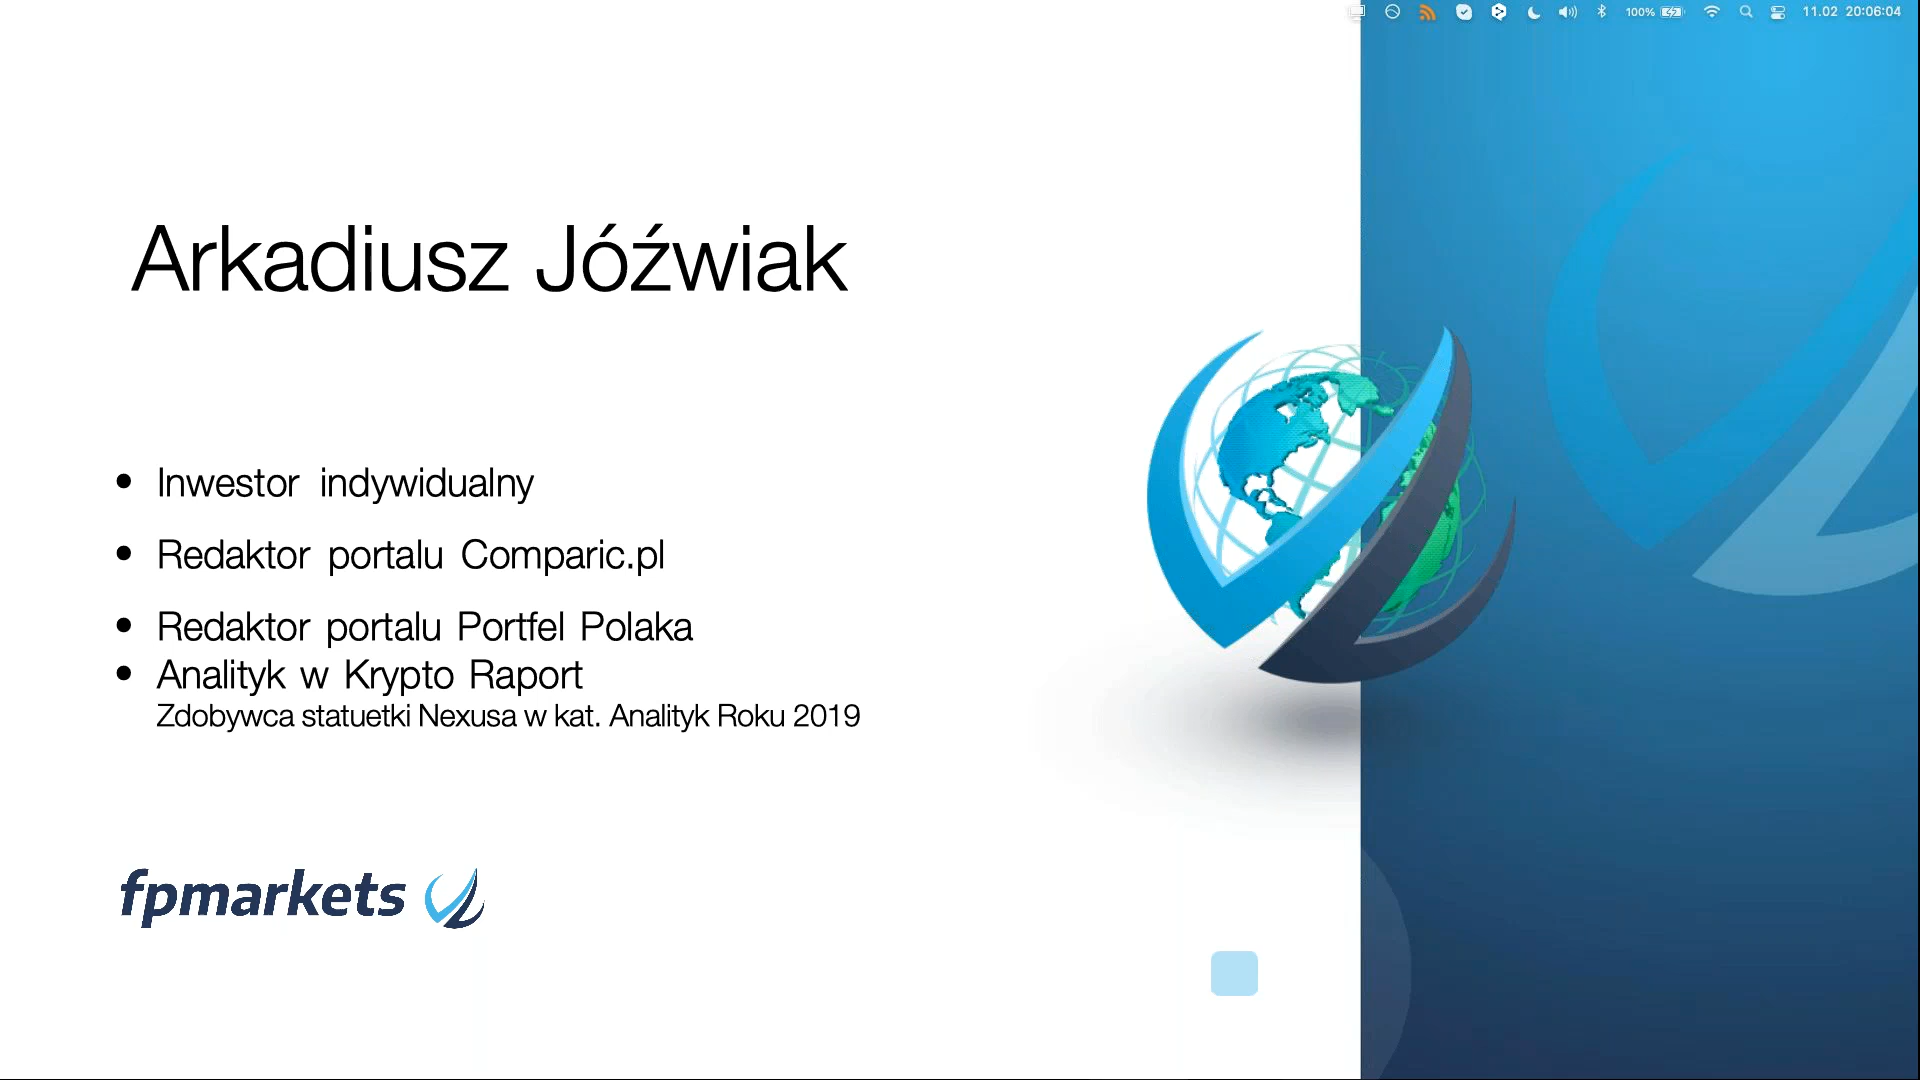 100% 11.02 20:06:04
Arkadiusz Jóźwiak
Inwestor indywidualny
Redaktor portalu Comparic.pl
Redaktor portalu Portfel Polaka
Analityk w Krypto Raport
Zdobywca statuetki Nexusa w kat. Analityk Roku 2019
fpmarkets